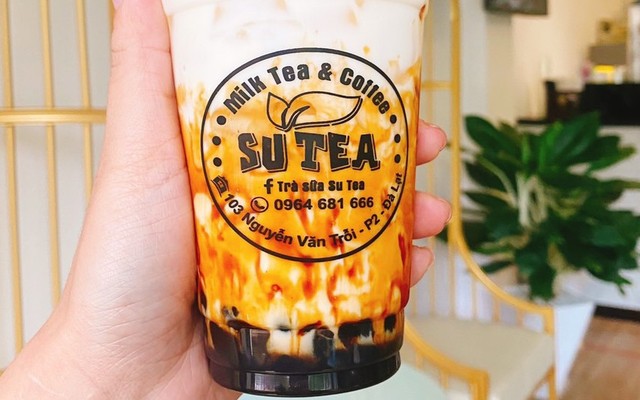 Milk Tea & Coffee
SU TEA
f Trà sữa Su Tea
0964 681 666
103 Nguyễn Văn Trỗi - P2 - Đà Lạt